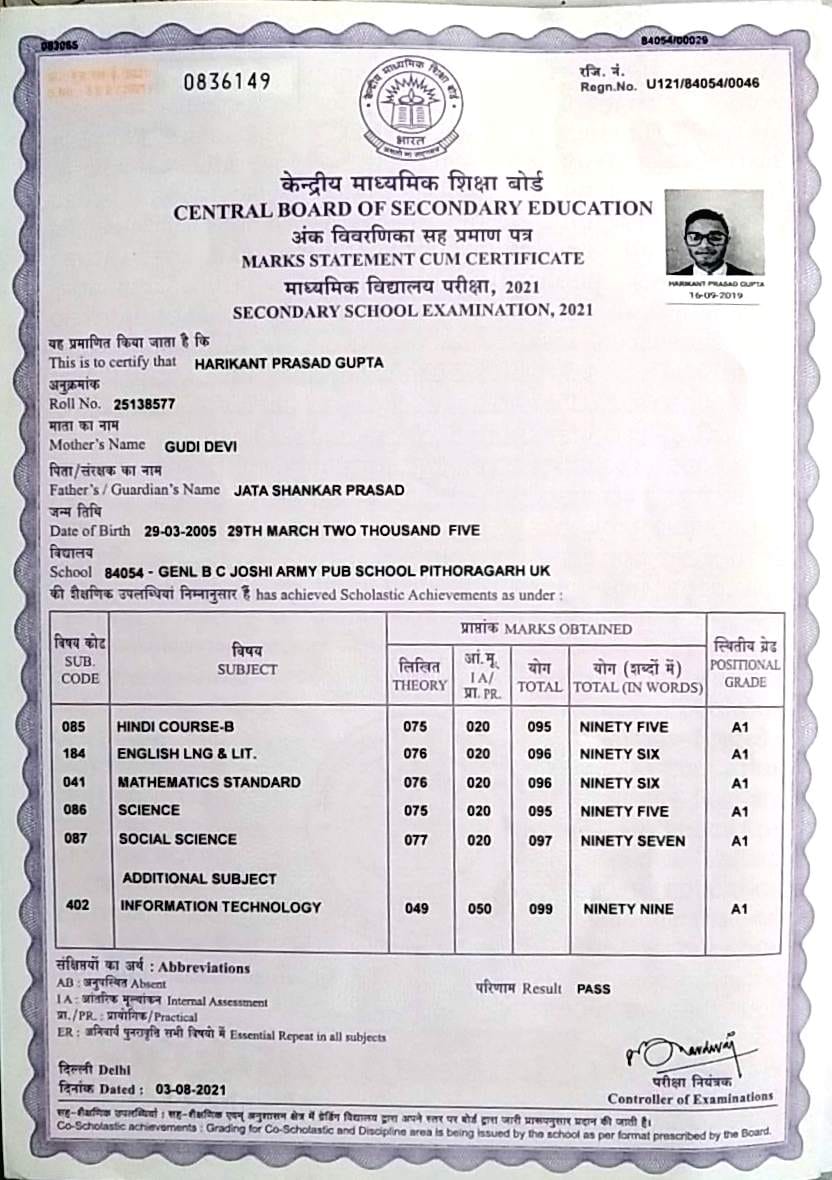 083065
84054/00029
0836149
रजि. नं.
Regn.No. U121/84054/0046
केन्द्रीय माध्यमिक शिक्षा बोर्ड
भारत
केन्द्रीय माध्यमिक शिक्षा बोर्ड
CENTRAL BOARD OF SECONDARY EDUCATION
अंक विवरणिका सह प्रमाण पत्र
MARKS STATEMENT CUM CERTIFICATE
माध्यमिक विद्यालय परीक्षा, 2021
SECONDARY SCHOOL EXAMINATION, 2021
HARIKANT PRASAD GUPTA
16-09-2019
यह प्रमाणित किया जाता है कि
This is to certify that HARIKANT PRASAD GUPTA
अनुक्रमांक
Roll No. 25138577
माता का नाम
Mother's Name GUDI DEVI
पिता/संरक्षक का नाम
Father's / Guardian's Name JATA SHANKAR PRASAD
जन्म तिथि
Date of Birth 29-03-2005 29TH MARCH TWO THOUSAND FIVE
विद्यालय
School 84054 - GENL B C JOSHI ARMY PUB SCHOOL PITHORAGARH UK
की शैक्षणिक उपलब्धियां निम्नानुसार हैं has achieved Scholastic Achievements as under :
विषय कोड SUB. CODE
विषय SUBJECT
प्राप्तांक MARKS OBTAINED
लिखित THEORY
आं.मू. I A/ प्रा. PR.
योग TOTAL
योग (शब्दों में) TOTAL (IN WORDS)
स्थितीय ग्रेड POSITIONAL GRADE
085 HINDI COURSE-B 075 020 095 NINETY FIVE A1
184 ENGLISH LNG & LIT. 076 020 096 NINETY SIX A1
041 MATHEMATICS STANDARD 076 020 096 NINETY SIX A1
086 SCIENCE 075 020 095 NINETY FIVE A1
087 SOCIAL SCIENCE 077 020 097 NINETY SEVEN A1
ADDITIONAL SUBJECT
402 INFORMATION TECHNOLOGY 049 050 099 NINETY NINE A1
संक्षिप्तियों का अर्थ : Abbreviations
AB : अनुपस्थित Absent
I A : आंतरिक मूल्यांकन Internal Assessment
प्रा./PR. : प्रायोगिक/Practical
ER : अनिवार्य पुनरावृत्ति सभी विषयों में Essential Repeat in all subjects
परिणाम Result PASS
दिल्ली Delhi
दिनांक Dated : 03-08-2021
परीक्षा नियंत्रक
Controller of Examinations
सह-शैक्षणिक उपलब्धियां : सह-शैक्षणिक एवम् अनुशासन क्षेत्र में ग्रेडिंग विद्यालय द्वारा अपने स्तर पर बोर्ड द्वारा जारी प्रारूपनुसार प्रदान की जाती है।
Co-Scholastic achievements : Grading for Co-Scholastic and Discipline area is being issued by the school as per format prescribed by the Board.